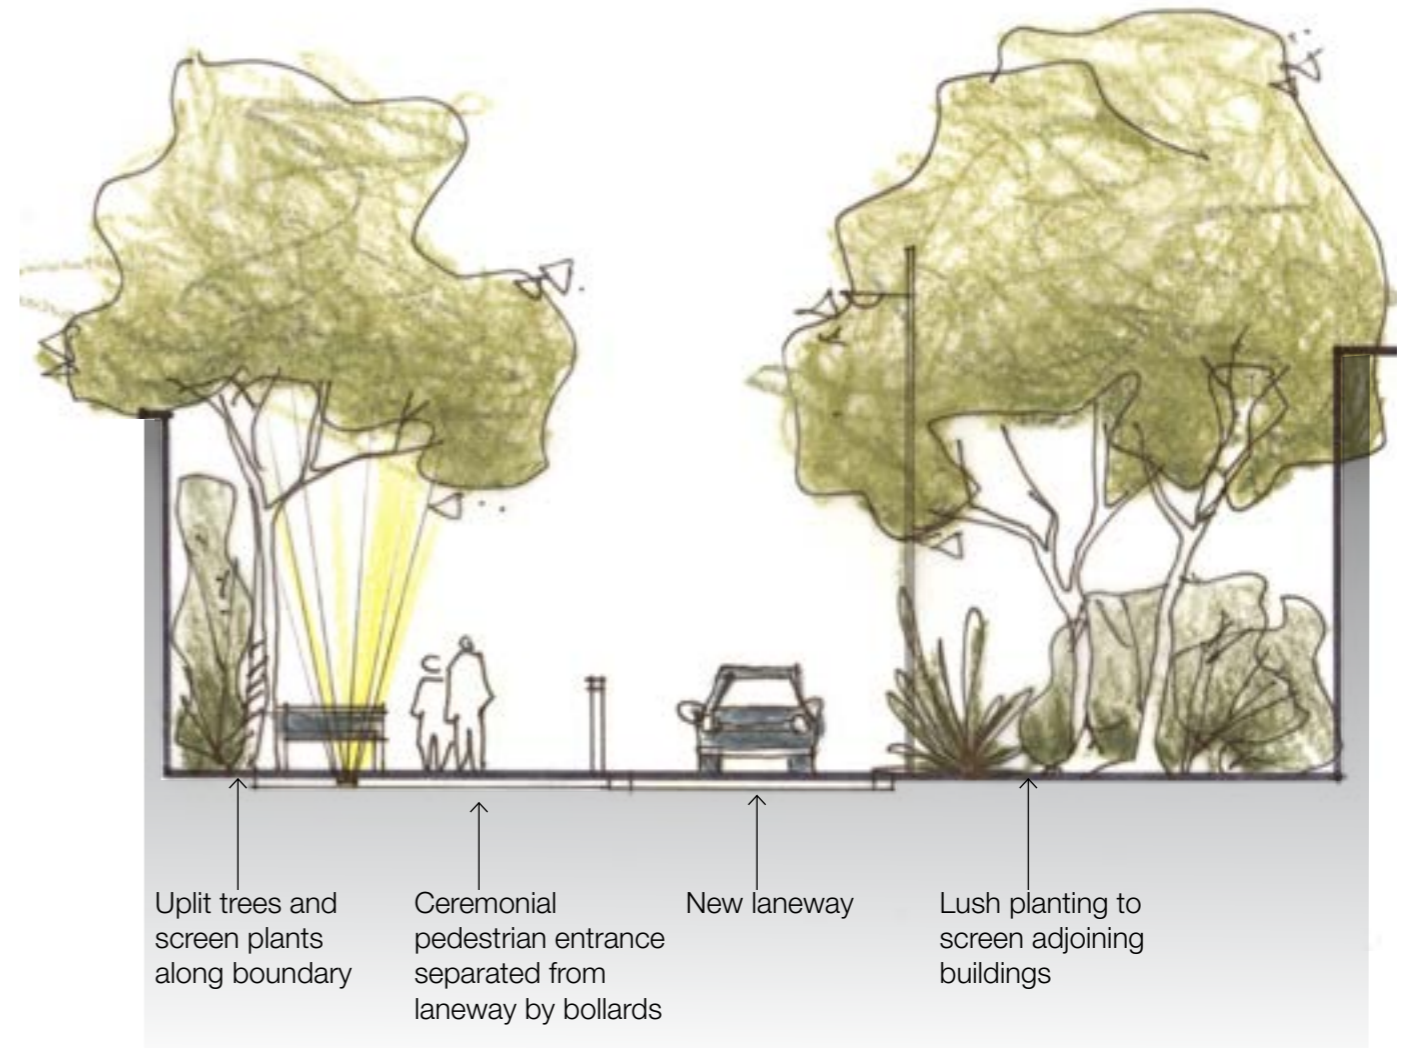 Uplit trees and
screen plants
along boundary
Ceremonial
pedestrian entrance
separated from
laneway by bollards
New laneway
Lush planting to
screen adjoining
buildings